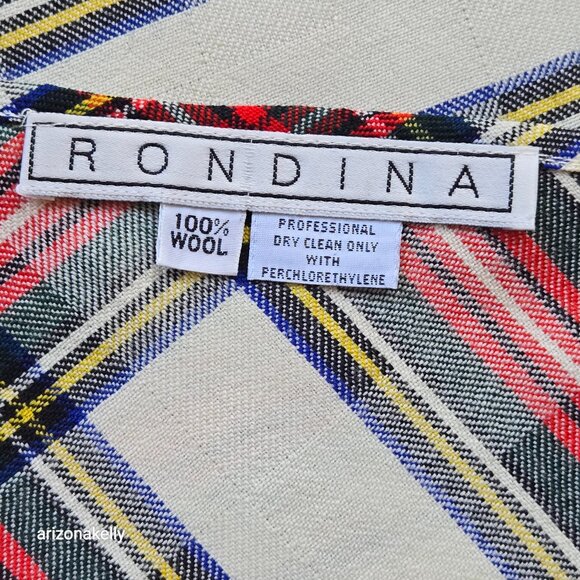 RONDINA
100%
WOOL
PROFESSIONAL
DRY CLEAN ONLY
WITH
PERCHLORETHYLENE
arizonakelly